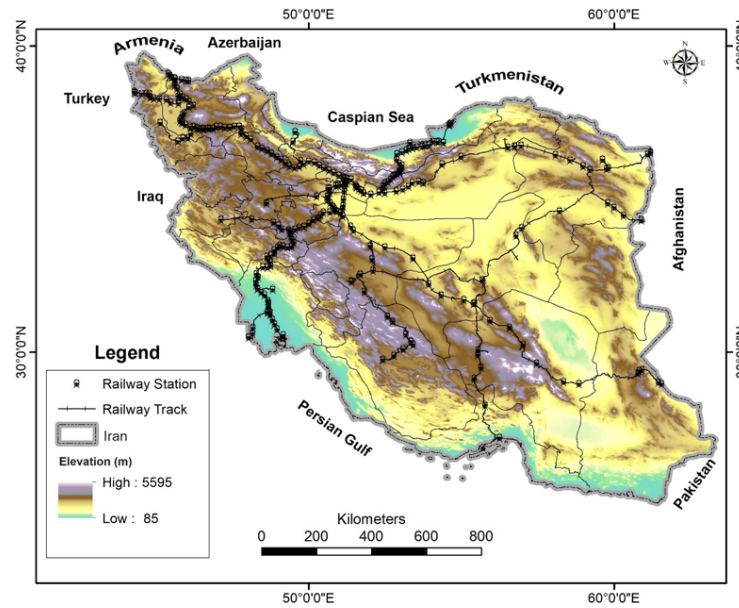 50°0'0"E 60°0'0"E
40°0'0"N
Armenia
Azerbaijan
Turkmenistan
N
W E
S
Turkey
Caspian Sea
Iraq
Afghanistan
30°0'0"N
Legend
Railway Station
Railway Track
Iran
Elevation (m)
High : 5595
Low : 85
Persian Gulf
Pakistan
Kilometers
0 200 400 600 800
50°0'0"E 60°0'0"E